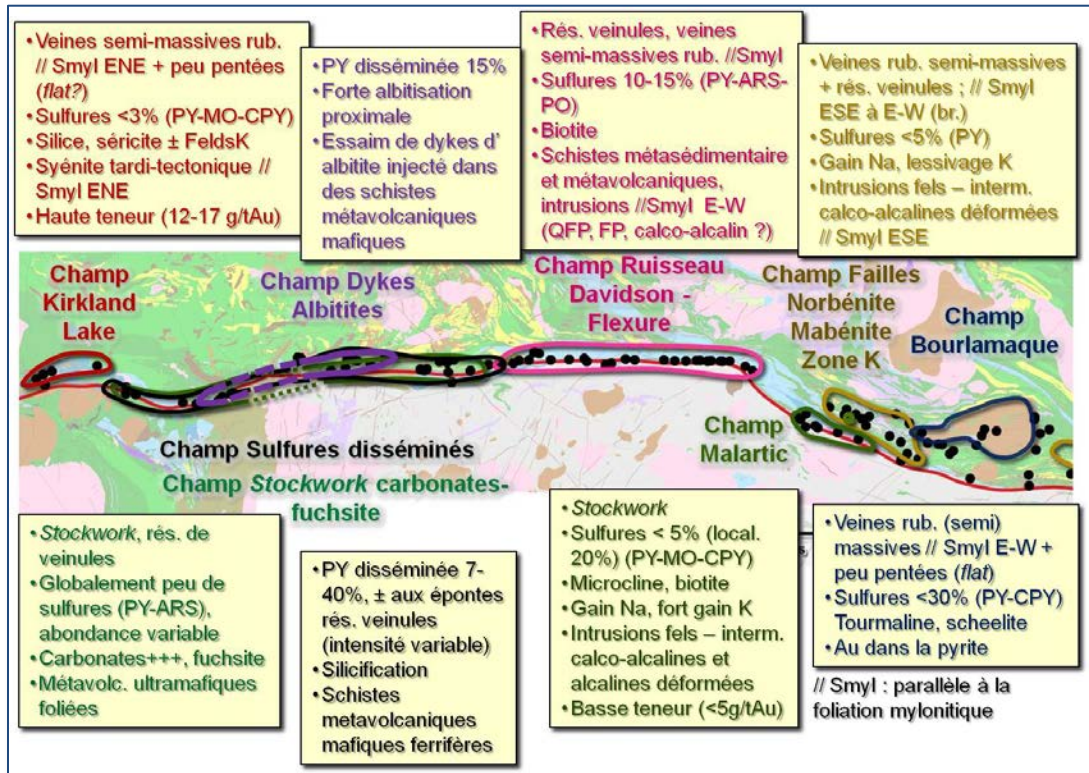 •Veines semi-massives rub.
// Smyl ENE + peu pentées
(flat?)
•Sulfures <3% (PY-MO-CPY)
•Silice, séricite ± FeldsK
•Syénite tardi-tectonique //
Smyl ENE
•Haute teneur (12-17 g/tAu)
•PY disséminée 15%
•Forte albitisation
proximale
•Essaim de dykes d’
albitite injecté dans
des schistes
métavolcaniques
mafiques
•Rés. veinules, veines
semi-massives rub. //Smyl
•Suflures 10-15% (PY-ARS-
PO)
•Biotite
•Schistes métasédimentaire
et métavolcaniques,
intrusions //Smyl E-W
(QFP, FP, calco-alcalin ?)
•Veines rub. semi-massives
+ rés. veinules ; // Smyl
ESE à E-W (br.)
•Sulfures <5% (PY)
•Gain Na, lessivage K
•Intrusions fels – interm.
calco-alcalines déformées
// Smyl ESE
Champ
Kirkland
Lake
Champ Dykes
Albitites
Champ Ruisseau
Davidson -
Flexure
Champ Failles
Norbénite
Mabénite
Zone K
Champ
Bourlamaque
Champ
Malartic
Champ Sulfures disséminés
Champ Stockwork carbonates-
fuchsite
•Stockwork, rés. de
veinules
•Globalement peu de
sulfures (PY-ARS),
abondance variable
•Carbonates+++, fuchsite
•Métavolc. ultramafiques
foliées
•PY disséminée 7-
40%, ± aux épontes
rés. veinules
(intensité variable)
•Silicification
•Schistes
metavolcaniques
mafiques ferrifères
•Stockwork
•Sulfures < 5% (local.
20%) (PY-MO-CPY)
•Microcline, biotite
•Gain Na, fort gain K
•Intrusions fels – interm.
calco-alcalines et
alcalines déformées
•Basse teneur (<5g/tAu)
•Veines rub. (semi)
massives // Smyl E-W +
peu pentées (flat)
•Sulfures <30% (PY-CPY)
Tourmaline, scheelite
•Au dans la pyrite
// Smyl : parallèle à la
foliation mylonitique